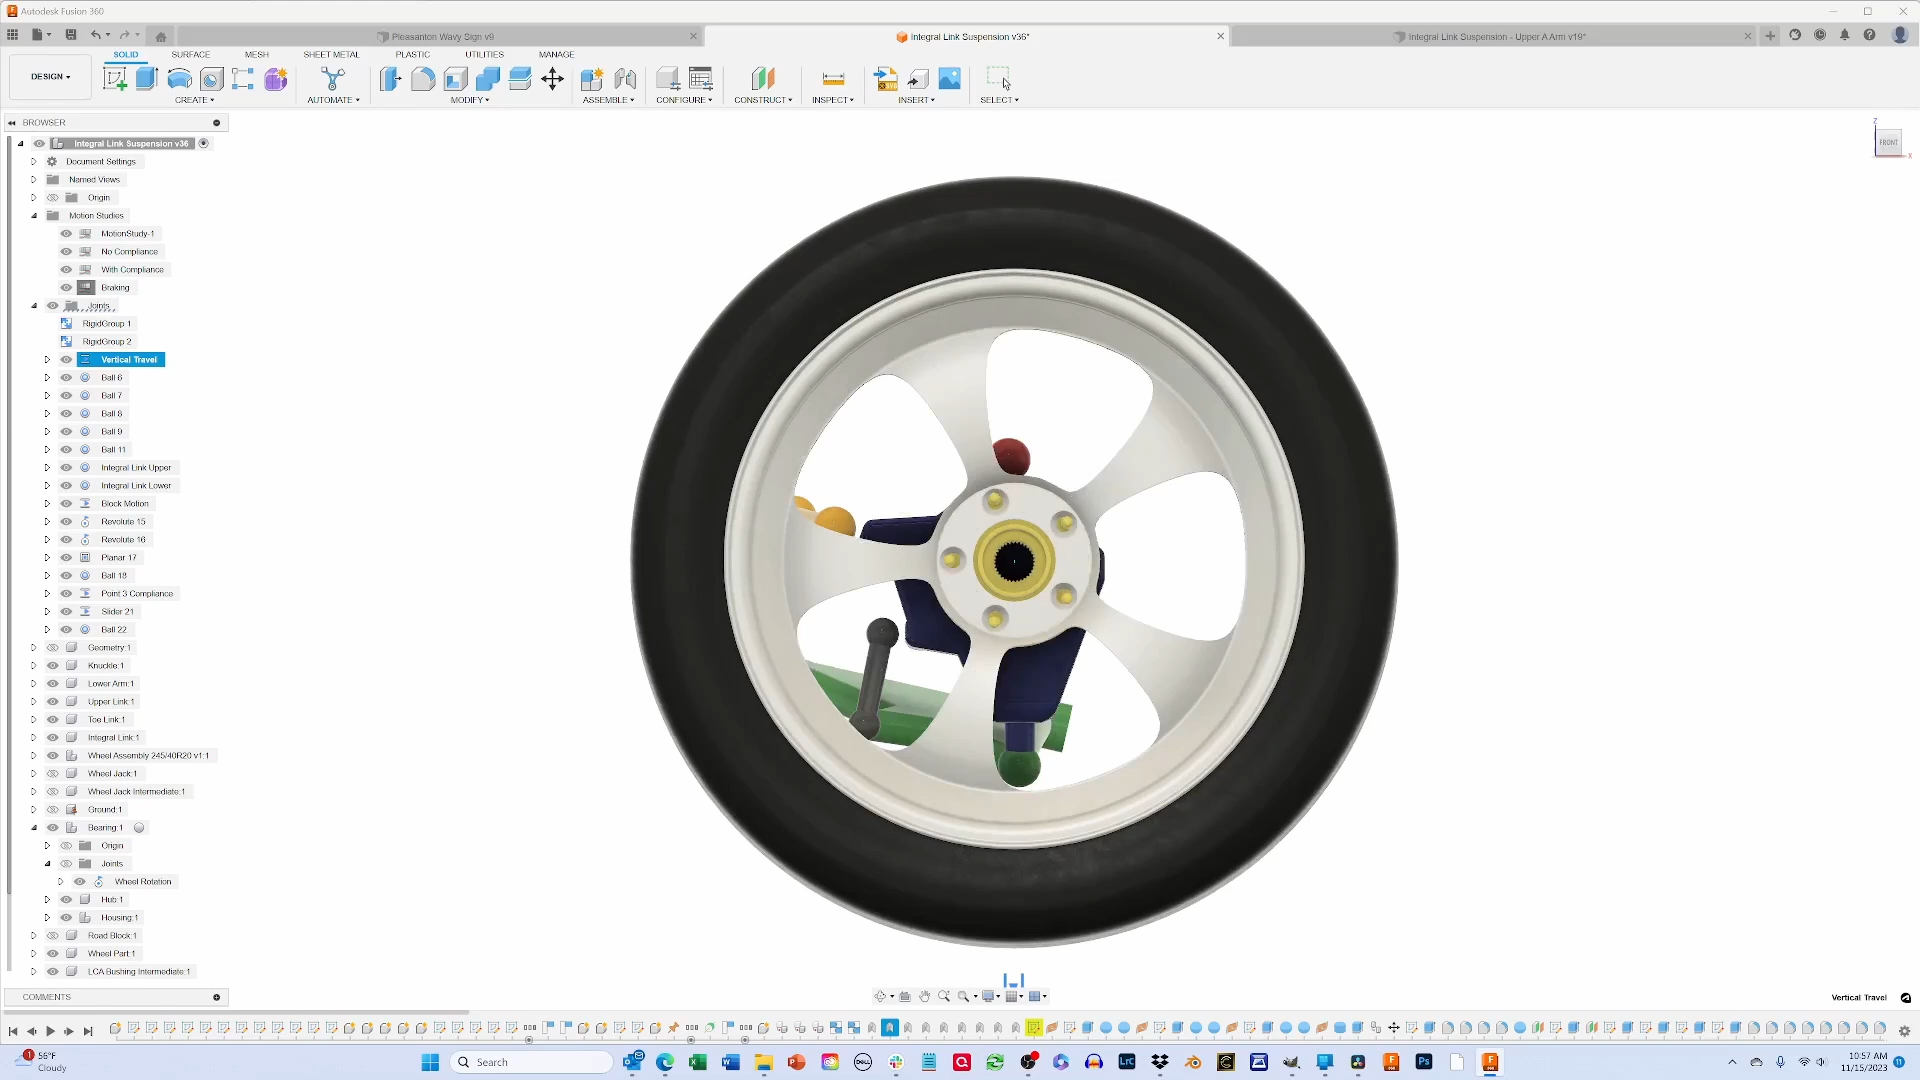 Autodesk Fusion 360
Pleasanton Wavy Sign v9
Integral Link Suspension v36*
Integral Link Suspension - Upper A Arm v19*
SOLID
SURFACE
MESH
SHEET METAL
PLASTIC
UTILITIES
MANAGE
DESIGN
CREATE
AUTOMATE
MODIFY
ASSEMBLE
CONFIGURE
CONSTRUCT
INSPECT
INSERT
SELECT
BROWSER
Integral Link Suspension v36
Document Settings
Named Views
Origin
Motion Studies
MotionStudy-1
No Compliance
With Compliance
Braking
Joints
RigidGroup 1
RigidGroup 2
Vertical Travel
Ball 6
Ball 7
Ball 8
Ball 9
Ball 11
Integral Link Upper
Integral Link Lower
Block Motion
Revolute 15
Revolute 16
Planar 17
Ball 18
Point 3 Compliance
Slider 21
Ball 22
Geometry:1
Knuckle:1
Lower Arm:1
Upper Link:1
Toe Link:1
Integral Link:1
Wheel Assembly 245/40R20 v1:1
Wheel Jack:1
Wheel Jack Intermediate:1
Ground:1
Bearing:1
Origin
Joints
Wheel Rotation
Hub:1
Housing:1
Road Block:1
Wheel Part:1
LCA Bushing Intermediate:1
COMMENTS
Z
FRONT
X
Vertical Travel
1
56°F
Cloudy
Search
DELL
LrC
Ps
10:57 AM
11/15/2023
11